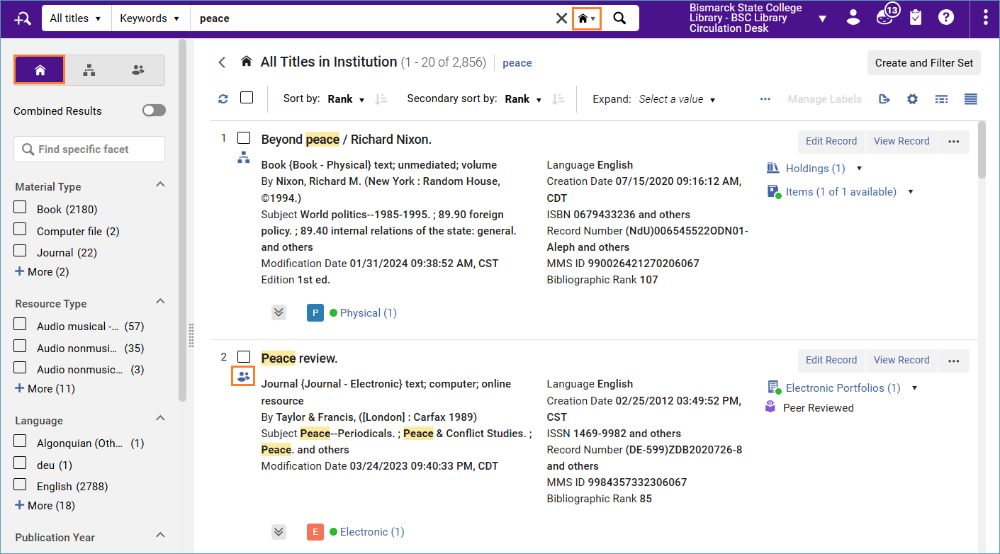 All titles Keywords peace
Bismarck State College
Library - BSC Library
Circulation Desk
13
All Titles in Institution (1 - 20 of 2,856) peace
Create and Filter Set
Combined Results
Sort by: Rank Secondary sort by: Rank Expand: Select a value Manage Labels
Find specific facet
Material Type
Book (2180)
Computer file (2)
Journal (22)
+ More (2)
Resource Type
Audio musical -... (57)
Audio nonmusi... (35)
Audio nonmusic... (3)
+ More (11)
Language
Algonquian (Oth... (1)
deu (1)
English (2788)
+ More (18)
Publication Year
1 Beyond peace / Richard Nixon.
Edit Record View Record ...
Book {Book - Physical} text; unmediated; volume
By Nixon, Richard M. (New York : Random House,
©1994.)
Subject World politics--1985-1995. ; 89.90 foreign
policy. ; 89.40 internal relations of the state: general.
and others
Modification Date 01/31/2024 09:38:52 AM, CST
Edition 1st ed.
Language English
Creation Date 07/15/2020 09:16:12 AM,
CDT
ISBN 0679433236 and others
Record Number (NdU)006545522ODN01-
Aleph and others
MMS ID 990026421270206067
Bibliographic Rank 107
Holdings (1)
Items (1 of 1 available)
P Physical (1)
2 Peace review.
Edit Record View Record ...
Journal {Journal - Electronic} text; computer; online
resource
By Taylor & Francis, ([London] : Carfax 1989)
Subject Peace--Periodicals. ; Peace & Conflict Studies. ;
Peace. and others
Modification Date 03/24/2023 09:40:33 PM, CDT
Language English
Creation Date 02/25/2012 03:49:52 PM,
CST
ISSN 1469-9982 and others
Record Number (DE-599)ZDB2020726-8
and others
MMS ID 9984357332306067
Bibliographic Rank 85
Electronic Portfolios (1)
Peer Reviewed
E Electronic (1)